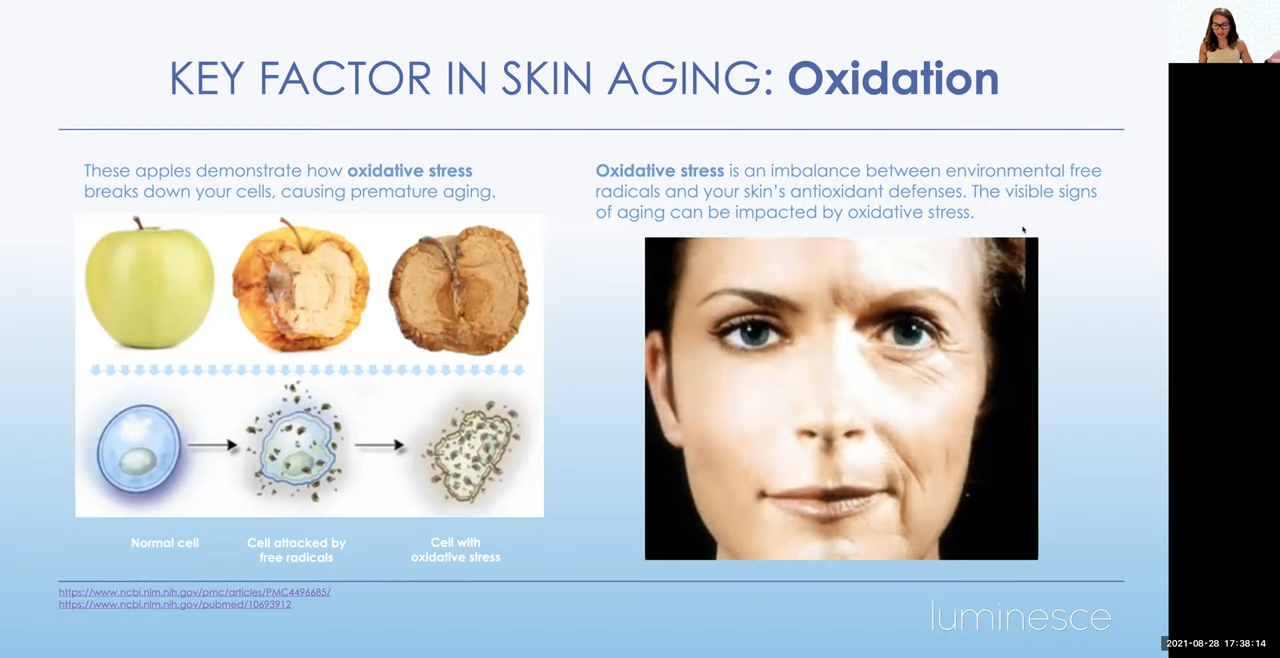 KEY FACTOR IN SKIN AGING: Oxidation
These apples demonstrate how oxidative stress
breaks down your cells, causing premature aging.
Oxidative stress is an imbalance between environmental free
radicals and your skin's antioxidant defenses. The visible signs
of aging can be impacted by oxidative stress.
Normal cell
Cell attacked by
free radicals
Cell with
oxidative stress
https://www.ncbi.nlm.nih.gov/pmc/articles/PMC4496685/
https://www.ncbi.nlm.nih.gov/pubmed/10693912
luminesce
2021-08-28 17:38:14